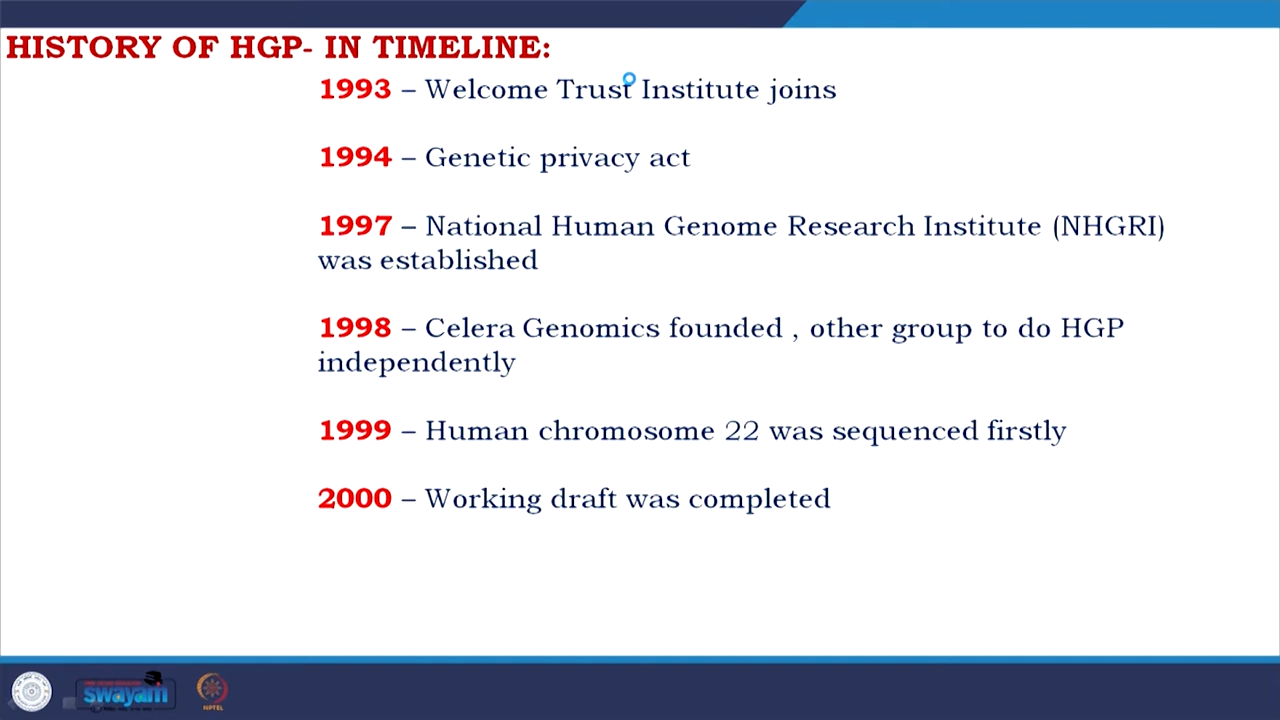 HISTORY OF HGP- IN TIMELINE:
1993 – Welcome Trust Institute joins
1994 – Genetic privacy act
1997 – National Human Genome Research Institute (NHGRI)
was established
1998 – Celera Genomics founded , other group to do HGP
independently
1999 – Human chromosome 22 was sequenced firstly
2000 – Working draft was completed
swayam
NPTEL